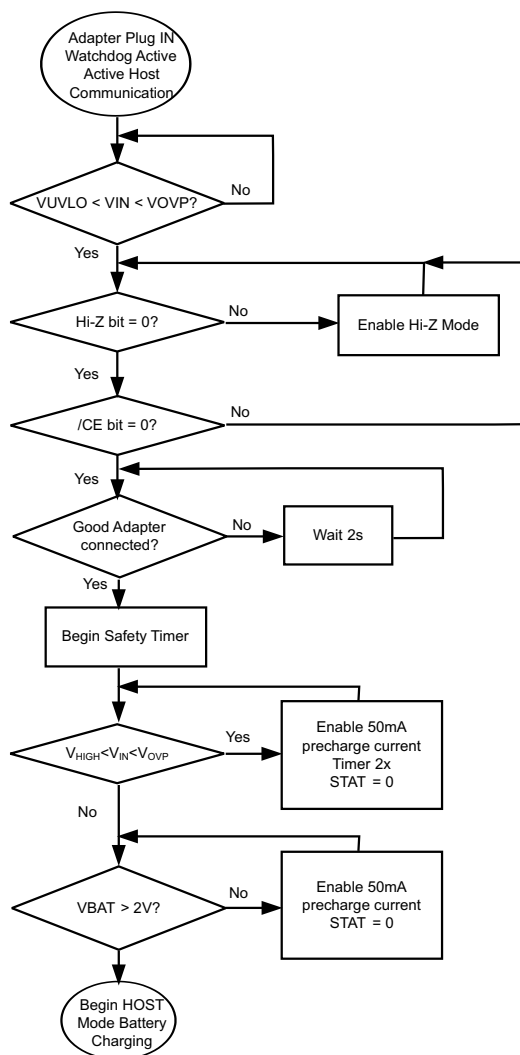 Adapter Plug IN
Watchdog Active
Active Host
Communication
VUVLO < VIN < VOVP?
No
Yes
Hi-Z bit = 0?
No
Enable Hi-Z Mode
Yes
/CE bit = 0?
No
Yes
Good Adapter
connected?
No
Wait 2s
Yes
Begin Safety Timer
VHIGH<VIN<VOVP
Yes
Enable 50mA
precharge current
Timer 2x
STAT = 0
No
VBAT > 2V?
No
Enable 50mA
precharge current
STAT = 0
Yes
Begin HOST
Mode Battery
Charging